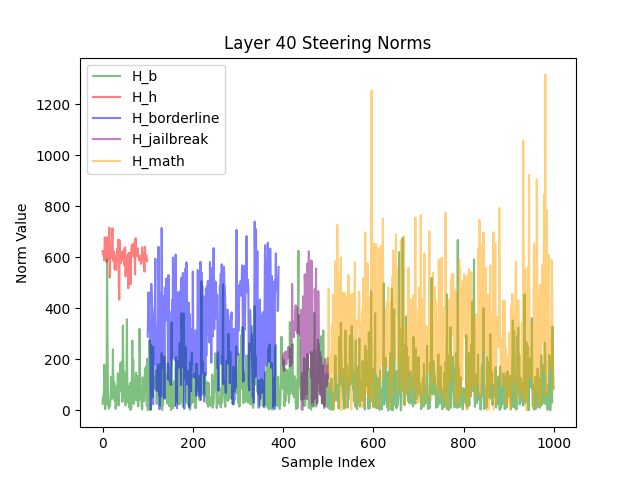 Layer 40 Steering Norms
H_b
H_h
H_borderline
H_jailbreak
H_math
Norm Value
1200
1000
800
600
400
200
0
0 200 400 600 800 1000
Sample Index